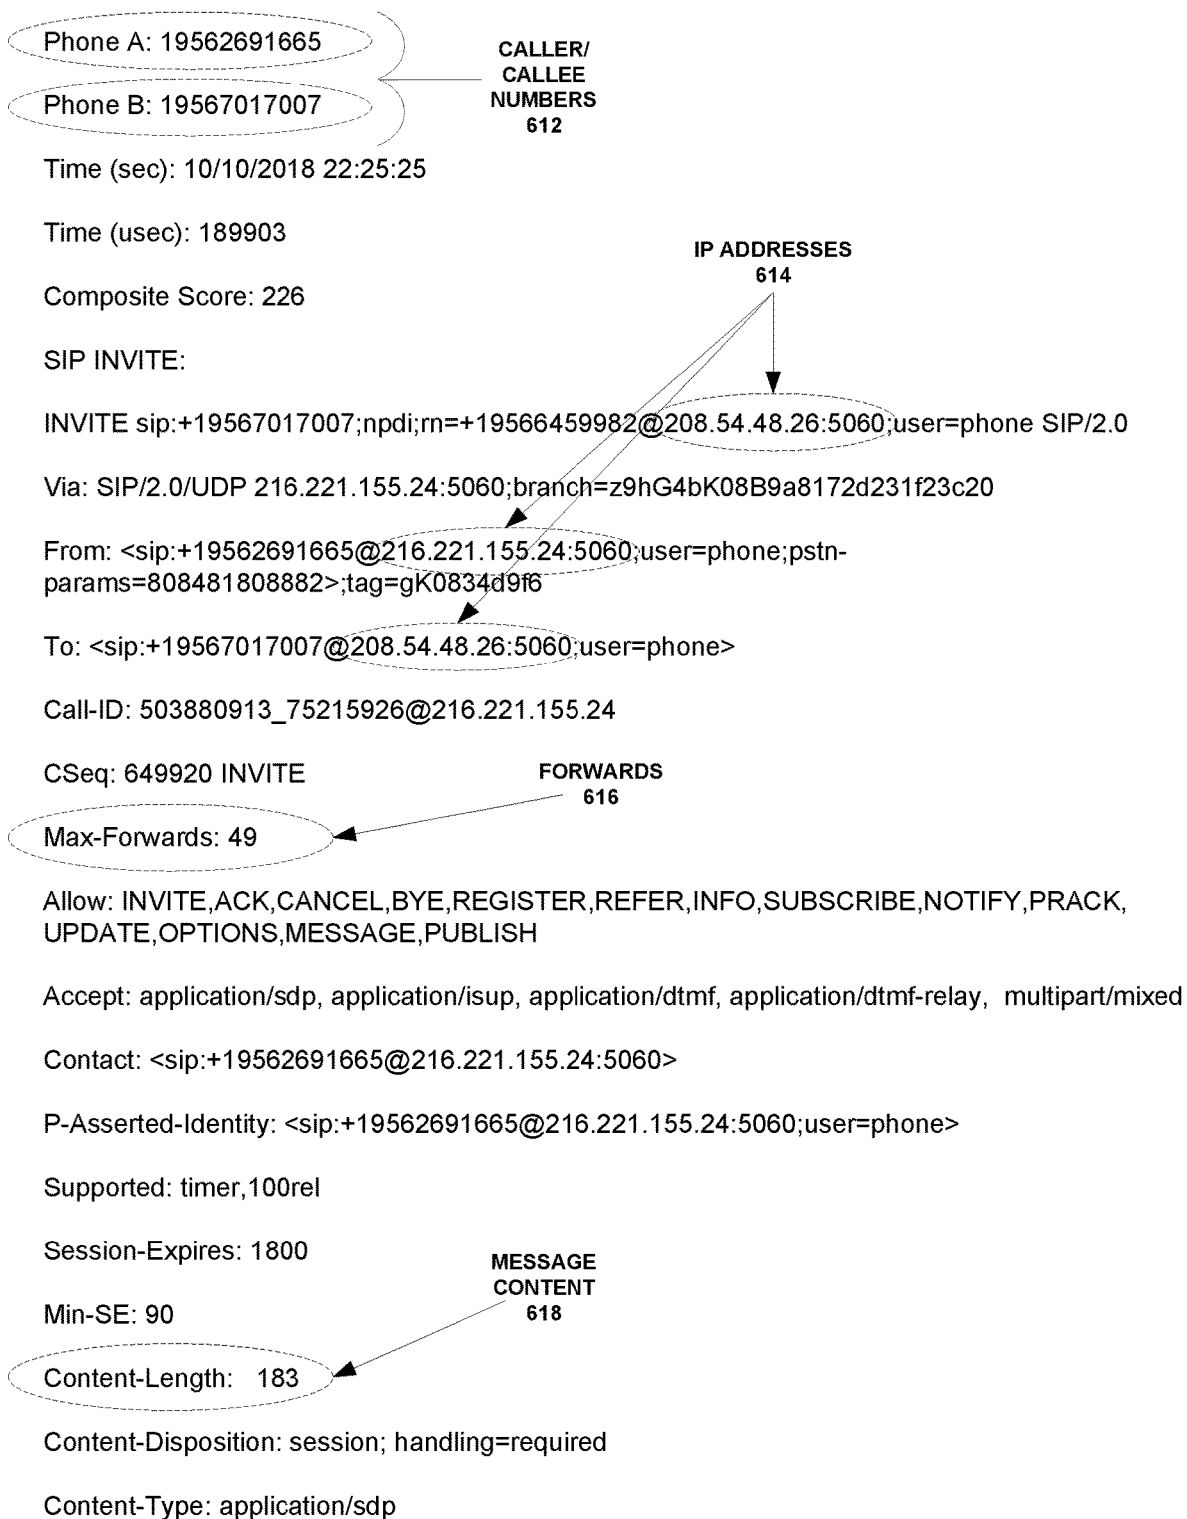 Phone A: 19562691665
CALLER/
CALLEE
NUMBERS
612
Phone B: 19567017007
Time (sec): 10/10/2018 22:25:25
Time (usec): 189903
IP ADDRESSES
614
Composite Score: 226
SIP INVITE:
INVITE sip:+19567017007;npdi;rn=+19566459982@208.54.48.26:5060;user=phone SIP/2.0
Via: SIP/2.0/UDP 216.221.155.24:5060;branch=z9hG4bK08B9a8172d231f23c20
From: <sip:+19562691665@216.221.155.24:5060;user=phone;pstn-
params=808481808882>;tag=gK0834d9f6
To: <sip:+19567017007@208.54.48.26:5060;user=phone>
Call-ID: 503880913_75215926@216.221.155.24
CSeq: 649920 INVITE
FORWARDS
616
Max-Forwards: 49
Allow: INVITE,ACK,CANCEL,BYE,REGISTER,REFER,INFO,SUBSCRIBE,NOTIFY,PRACK,
UPDATE,OPTIONS,MESSAGE,PUBLISH
Accept: application/sdp, application/isup, application/dtmf, application/dtmf-relay,  multipart/mixed
Contact: <sip:+19562691665@216.221.155.24:5060>
P-Asserted-Identity: <sip:+19562691665@216.221.155.24:5060;user=phone>
Supported: timer,100rel
Session-Expires: 1800
MESSAGE
CONTENT
618
Min-SE: 90
Content-Length:   183
Content-Disposition: session; handling=required
Content-Type: application/sdp